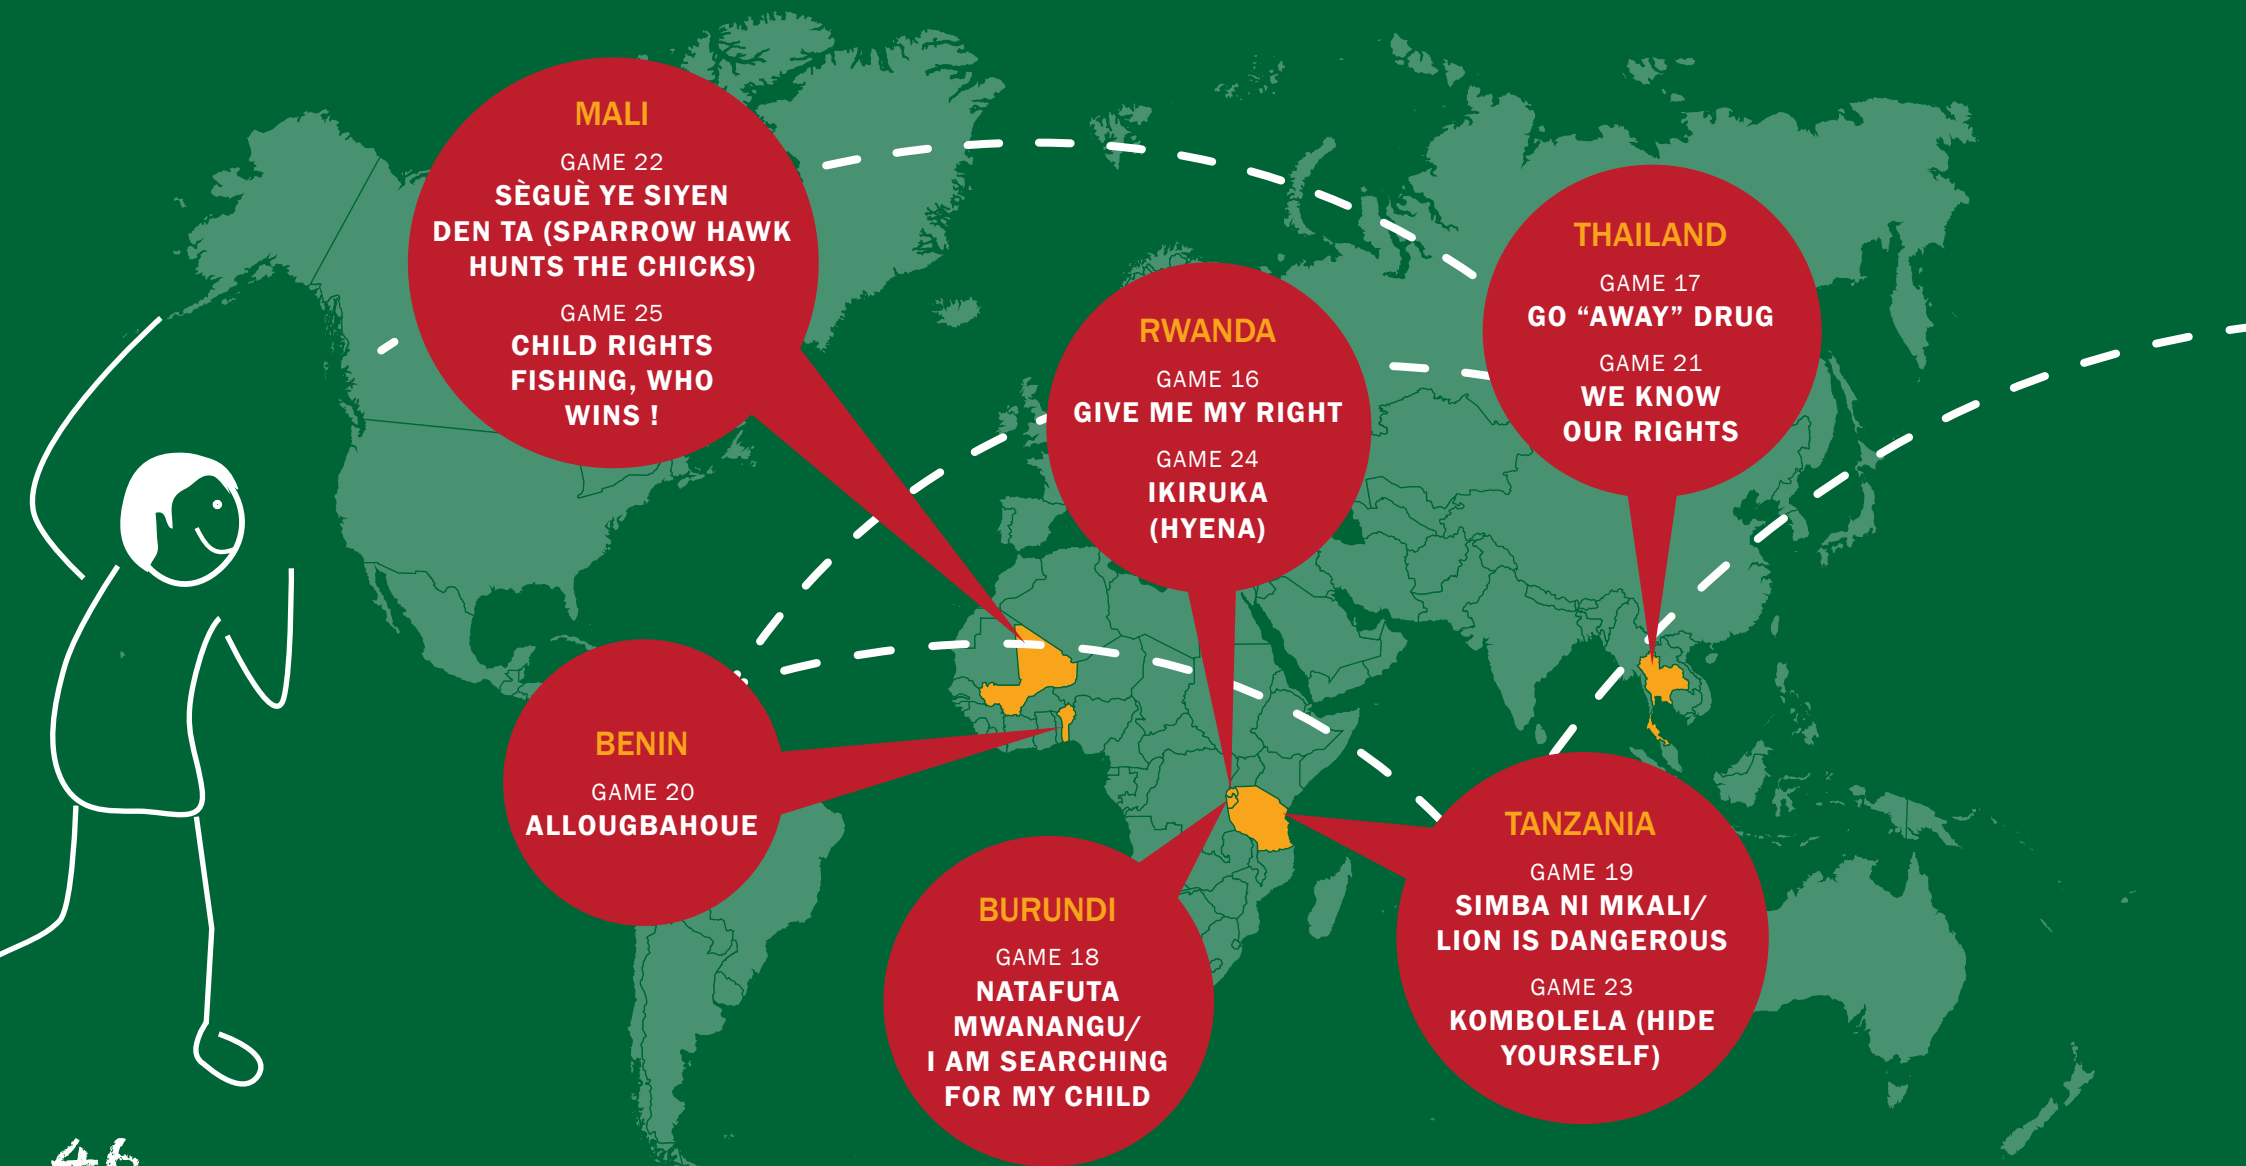 MALI
GAME 22
SÈGUÈ YE SIYEN
DEN TA (SPARROW HAWK
HUNTS THE CHICKS)
GAME 25
CHILD RIGHTS
FISHING, WHO
WINS !
THAILAND
GAME 17
GO “AWAY” DRUG
GAME 21
WE KNOW
OUR RIGHTS
RWANDA
GAME 16
GIVE ME MY RIGHT
GAME 24
IKIRUKA
(HYENA)
BENIN
GAME 20
ALLOUGBAHOUE
BURUNDI
GAME 18
NATAFUTA
MWANANGU/
I AM SEARCHING
FOR MY CHILD
TANZANIA
GAME 19
SIMBA NI MKALI/
LION IS DANGEROUS
GAME 23
KOMBOLELA (HIDE
YOURSELF)